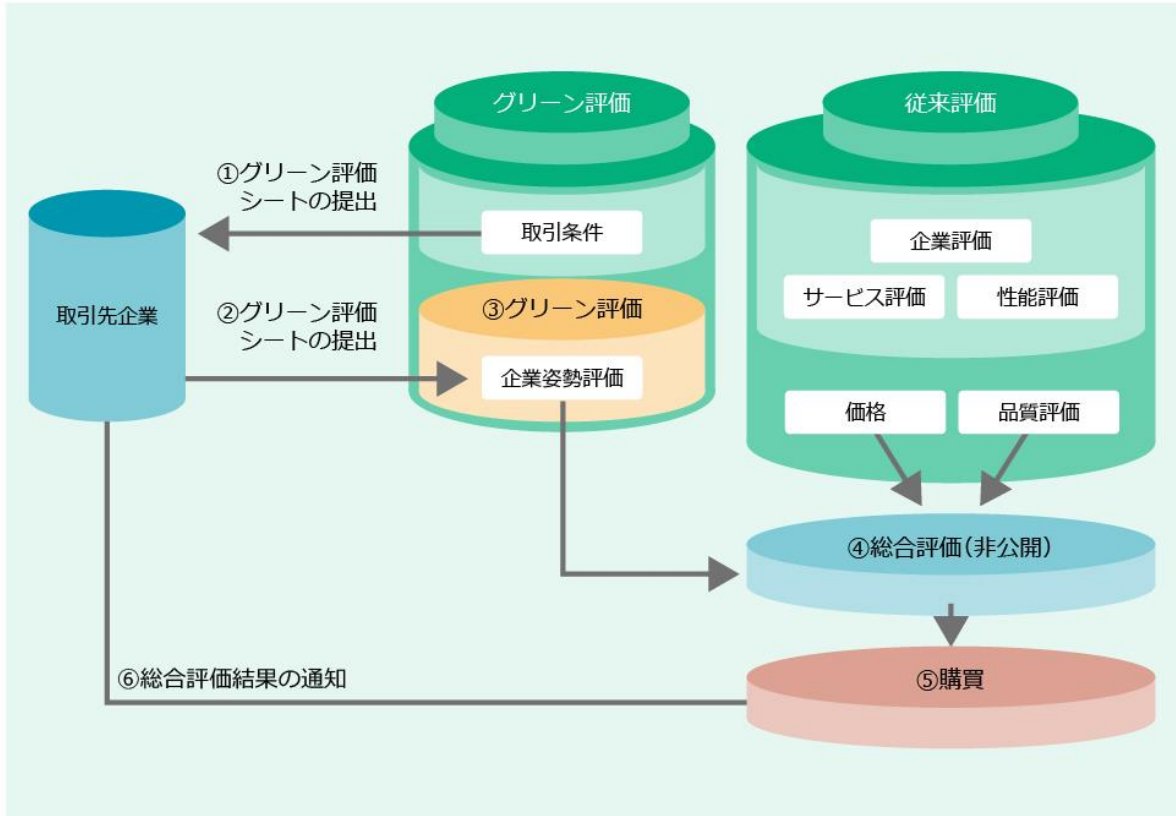 グリーン評価
従来評価
①グリーン評価
シートの提出
取引条件
企業評価
サービス評価
性能評価
取引先企業
②グリーン評価
シートの提出
③グリーン評価
企業姿勢評価
価格
品質評価
④総合評価(非公開)
⑤購買
⑥総合評価結果の通知